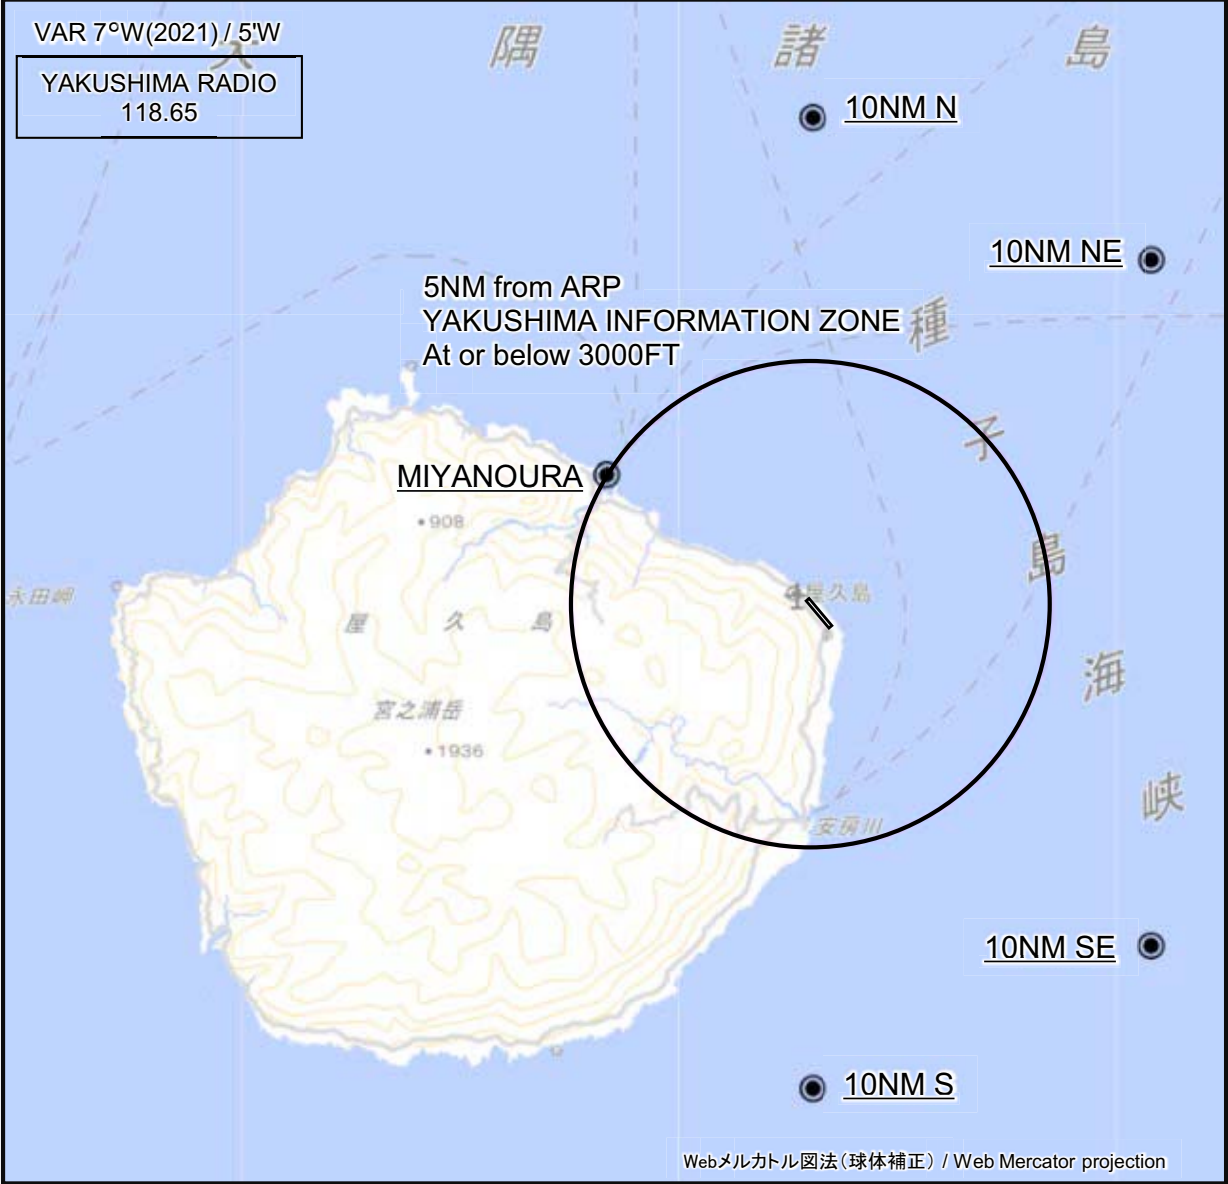 VAR 7°W(2021) / 5'W
大隅諸島
YAKUSHIMA RADIO
118.65
10NM N
10NM NE
5NM from ARP
YAKUSHIMA INFORMATION ZONE
At or below 3000FT
種子島海峡
MIYANOURA
908
永田岬
屋久島
屋久島
宮之浦岳
1936
安房川
10NM SE
10NM S
Webメルカトル図法(球体補正) / Web Mercator projection